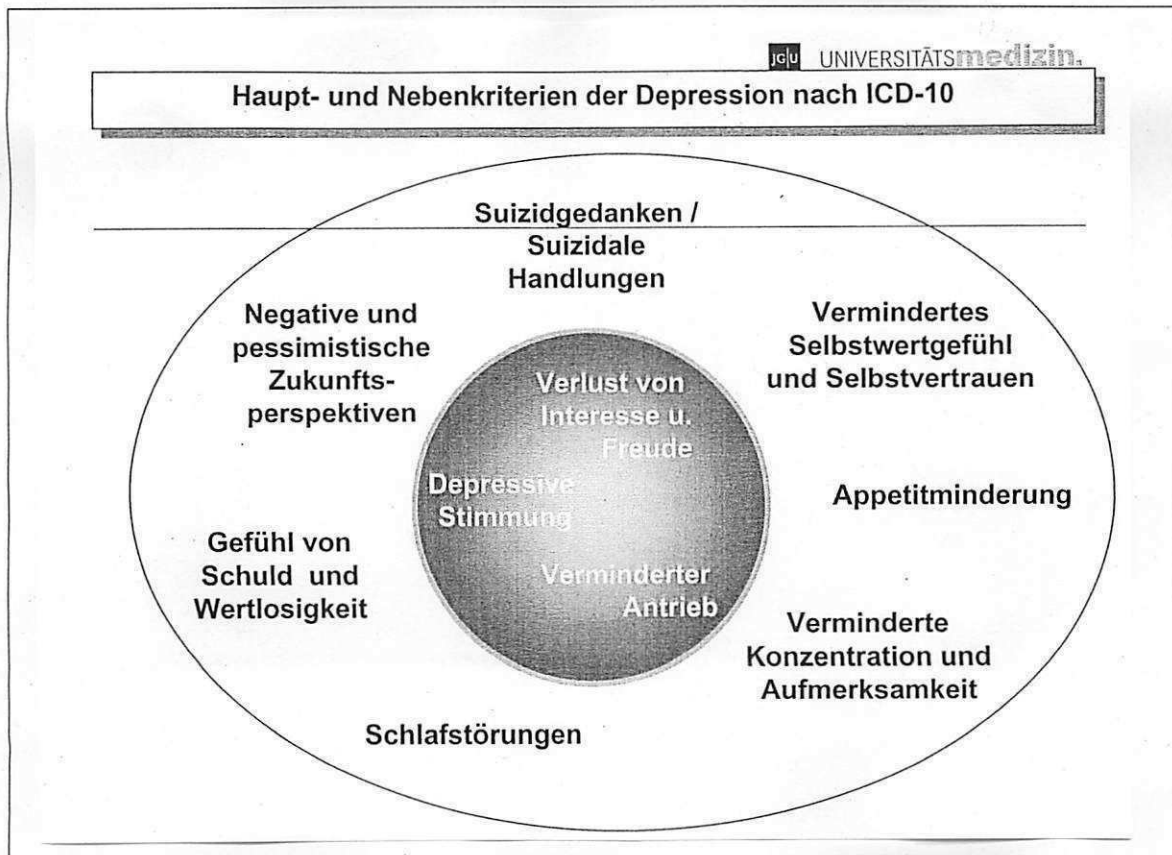 JG|U UNIVERSITÄTSmedizin.
Haupt- und Nebenkriterien der Depression nach ICD-10
Suizidgedanken /
Suizidale
Handlungen
Negative und
pessimistische
Zukunfts-
perspektiven
Vermindertes
Selbstwertgefühl
und Selbstvertrauen
Verlust von
Interesse u.
Freude
Depressive
Stimmung
Appetitminderung
Gefühl von
Schuld und
Wertlosigkeit
Verminderter
Antrieb
Verminderte
Konzentration und
Aufmerksamkeit
Schlafstörungen